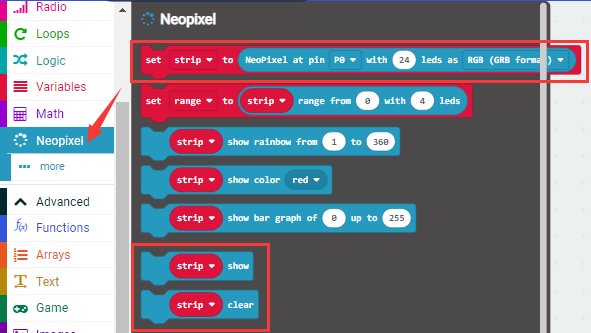 Radio
Loops
Logic
Variables
Math
Neopixel
more
Advanced
Functions
Arrays
Text
Game
Images
Neopixel
set strip to NeoPixel at pin P0 with 24 leds as RGB (GRB format)
set range to strip range from 0 with 4 leds
strip show rainbow from 1 to 360
strip show color red
strip show bar graph of 0 up to 255
strip show
strip clear